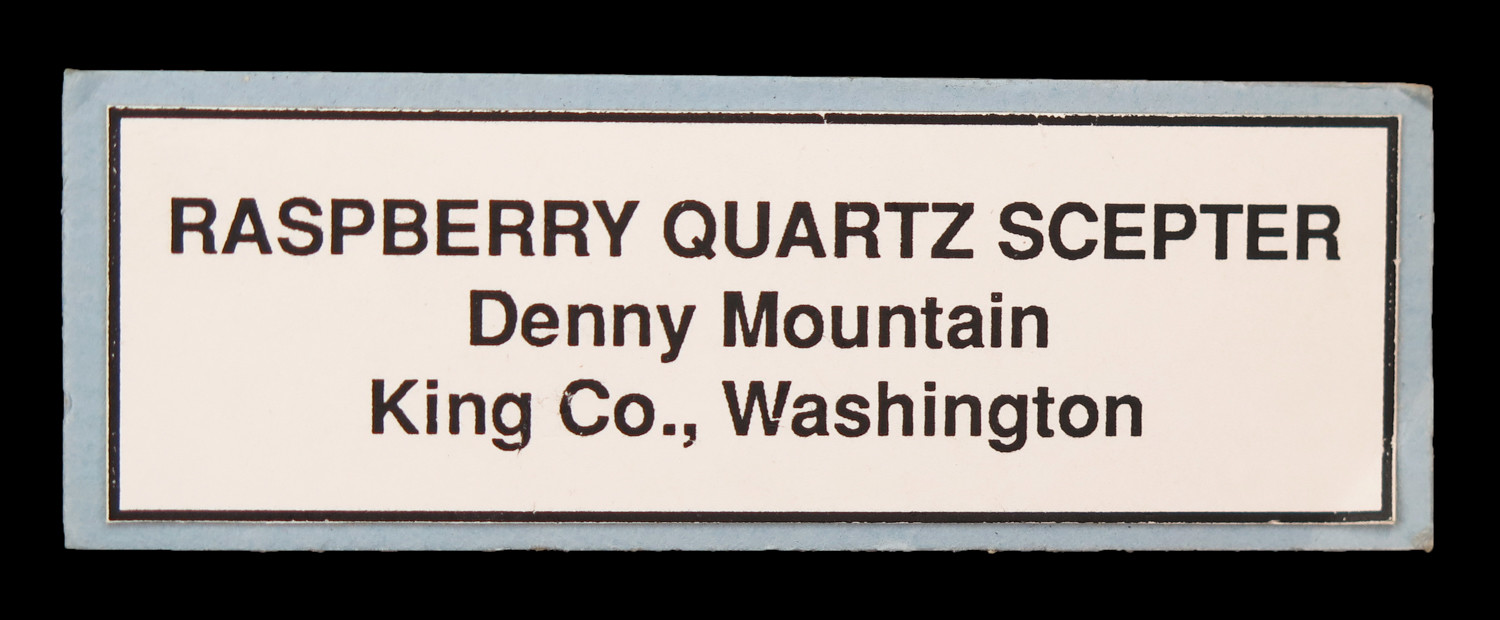 RASPBERRY QUARTZ SCEPTER
Denny Mountain
King Co., Washington